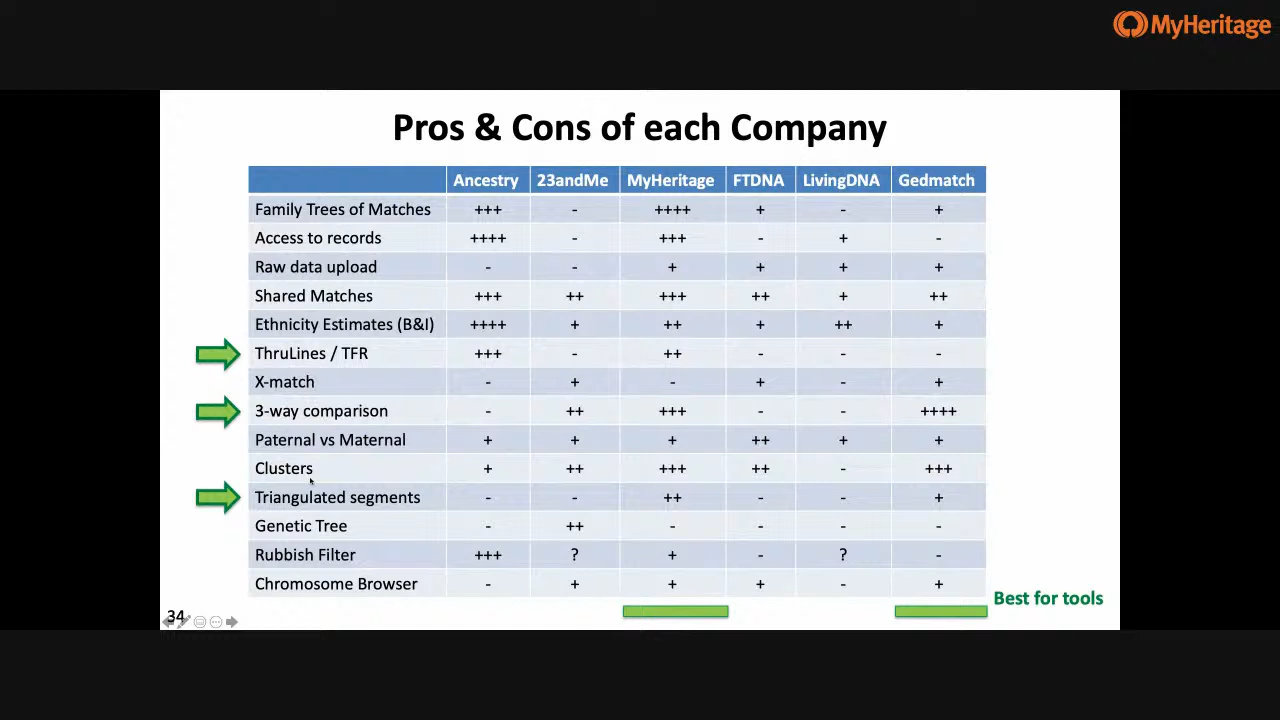 MyHeritage
Pros & Cons of each Company
Ancestry 23andMe MyHeritage FTDNA LivingDNA Gedmatch
Family Trees of Matches +++ - ++++ + - +
Access to records ++++ - +++ - + -
Raw data upload - - + + + +
Shared Matches +++ ++ +++ ++ + ++
Ethnicity Estimates (B&I) ++++ + ++ + ++ +
ThruLines / TFR +++ - ++ - - -
X-match - + - + - +
3-way comparison - ++ +++ - - ++++
Paternal vs Maternal + + + ++ + +
Clusters + ++ +++ ++ - +++
Triangulated segments - - ++ - - +
Genetic Tree - ++ - - - -
Rubbish Filter +++ ? + - ? -
Chromosome Browser - + + + - +
Best for tools
34